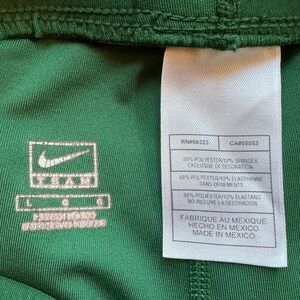 RN#56323 CA#05553
88% POLYESTER/12% SPANDEX
EXCLUSIVE OF DECORATION
88% POLYESTER/12% ELASTHANNE
SANS ORNEMENTS
88% POLIESTER/12% ELASTANO
NO INCLUYE LA DECORACION
FABRIQUE AU MEXIQUE
HECHO EN MEXICO
MADE IN MEXICO
TEAM
L G G